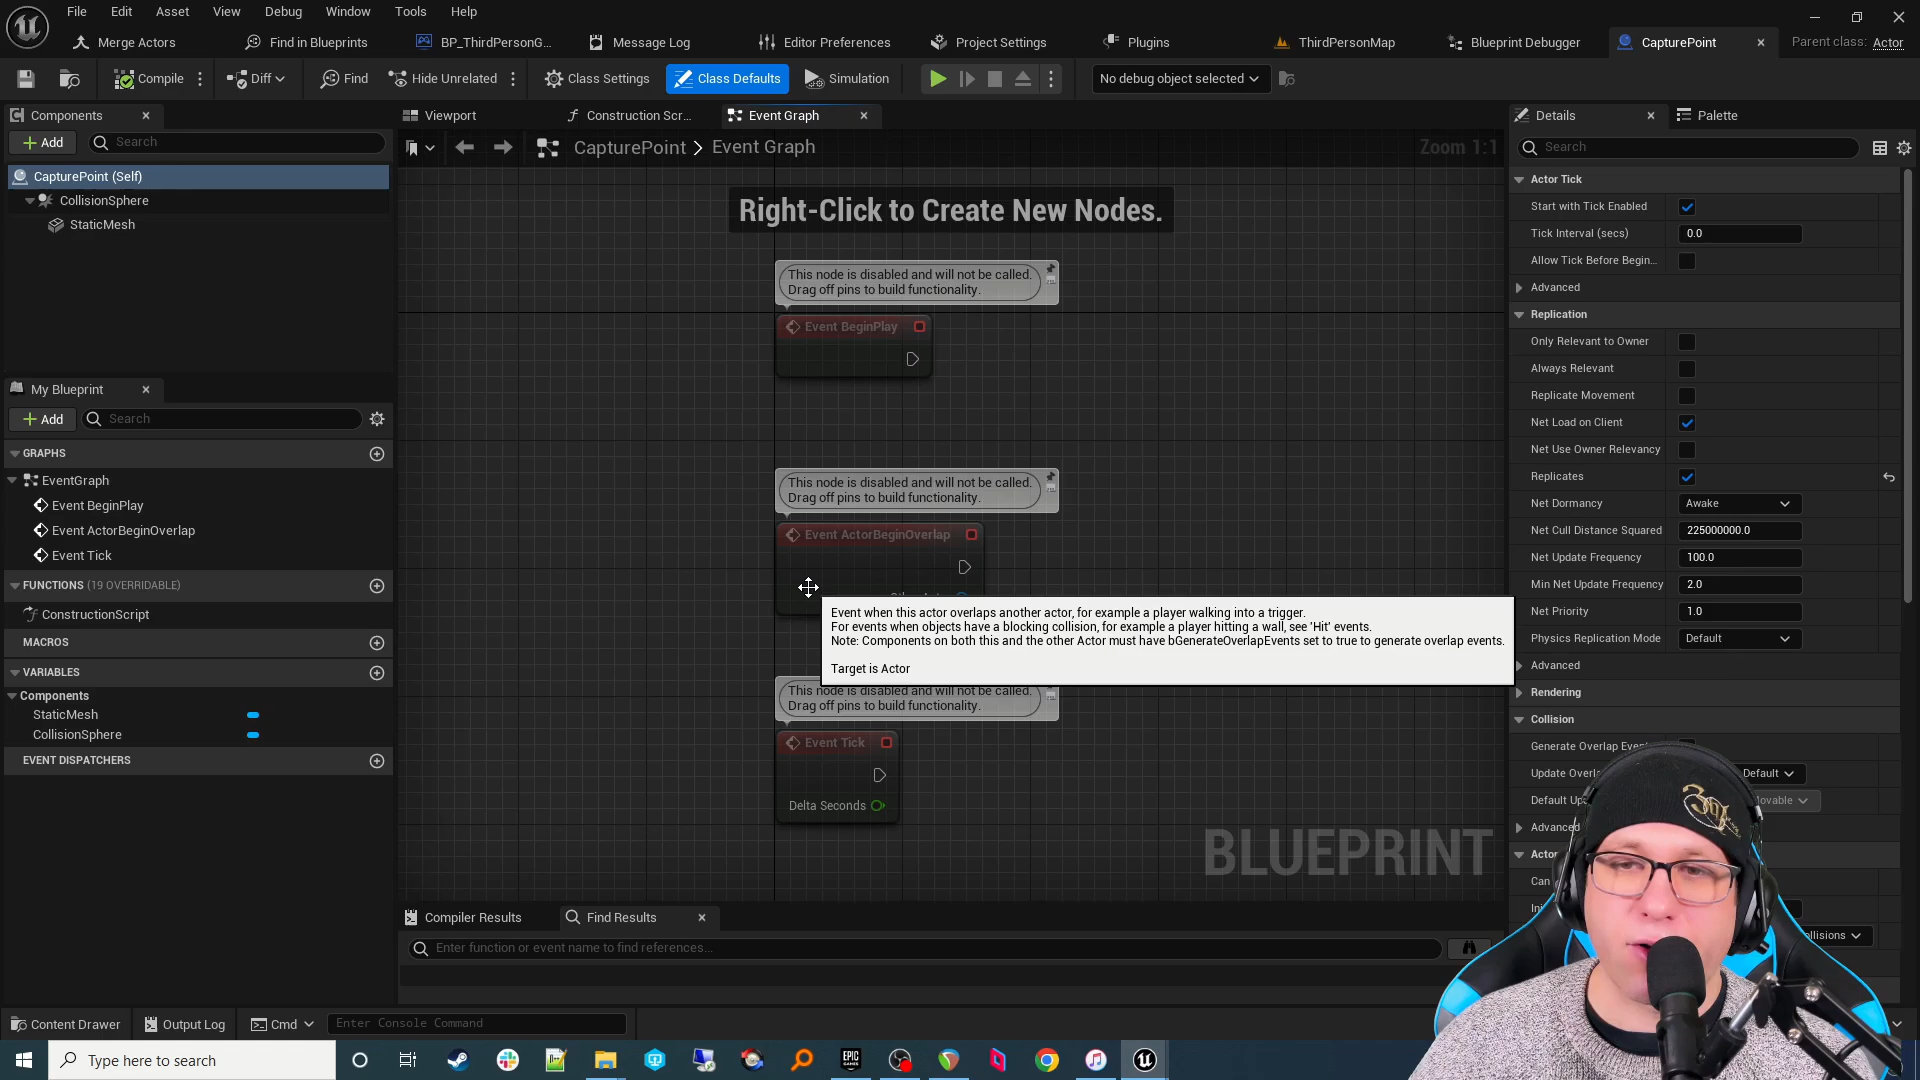 File Edit Asset View Debug Window Tools Help
Merge Actors Find in Blueprints BP_ThirdPersonG... Message Log Editor Preferences Project Settings Plugins ThirdPersonMap Blueprint Debugger CapturePoint Parent class: Actor
Compile Diff Find Hide Unrelated Class Settings Class Defaults Simulation No debug object selected
Components
Add Search
CapturePoint (Self)
CollisionSphere
StaticMesh
My Blueprint
Add Search
GRAPHS
EventGraph
Event BeginPlay
Event ActorBeginOverlap
Event Tick
FUNCTIONS (19 OVERRIDABLE)
ConstructionScript
MACROS
VARIABLES
Components
StaticMesh
CollisionSphere
EVENT DISPATCHERS
Viewport Construction Scr... Event Graph
CapturePoint > Event Graph Zoom 1:1
Right-Click to Create New Nodes.
This node is disabled and will not be called.
Drag off pins to build functionality.
Event BeginPlay
This node is disabled and will not be called.
Drag off pins to build functionality.
Event ActorBeginOverlap
Event when this actor overlaps another actor, for example a player walking into a trigger.
For events when objects have a blocking collision, for example a player hitting a wall, see 'Hit' events.
Note: Components on both this and the other Actor must have bGenerateOverlapEvents set to true to generate overlap events.
Target is Actor
This node is disabled and will not be called.
Drag off pins to build functionality.
Event Tick
Delta Seconds
BLUEPRINT
Compiler Results Find Results
Enter function or event name to find references...
Details Palette
Search
Actor Tick
Start with Tick Enabled
Tick Interval (secs) 0.0
Allow Tick Before Begin...
Advanced
Replication
Only Relevant to Owner
Always Relevant
Replicate Movement
Net Load on Client
Net Use Owner Relevancy
Replicates
Net Dormancy Awake
Net Cull Distance Squared 225000000.0
Net Update Frequency 100.0
Min Net Update Frequency 2.0
Net Priority 1.0
Physics Replication Mode Default
Advanced
Rendering
Collision
Generate Overlap
Default
Default
Advanced
Actor
Can
Content Drawer Output Log Cmd Enter Console Command
Type here to search
EPIC
GAMES